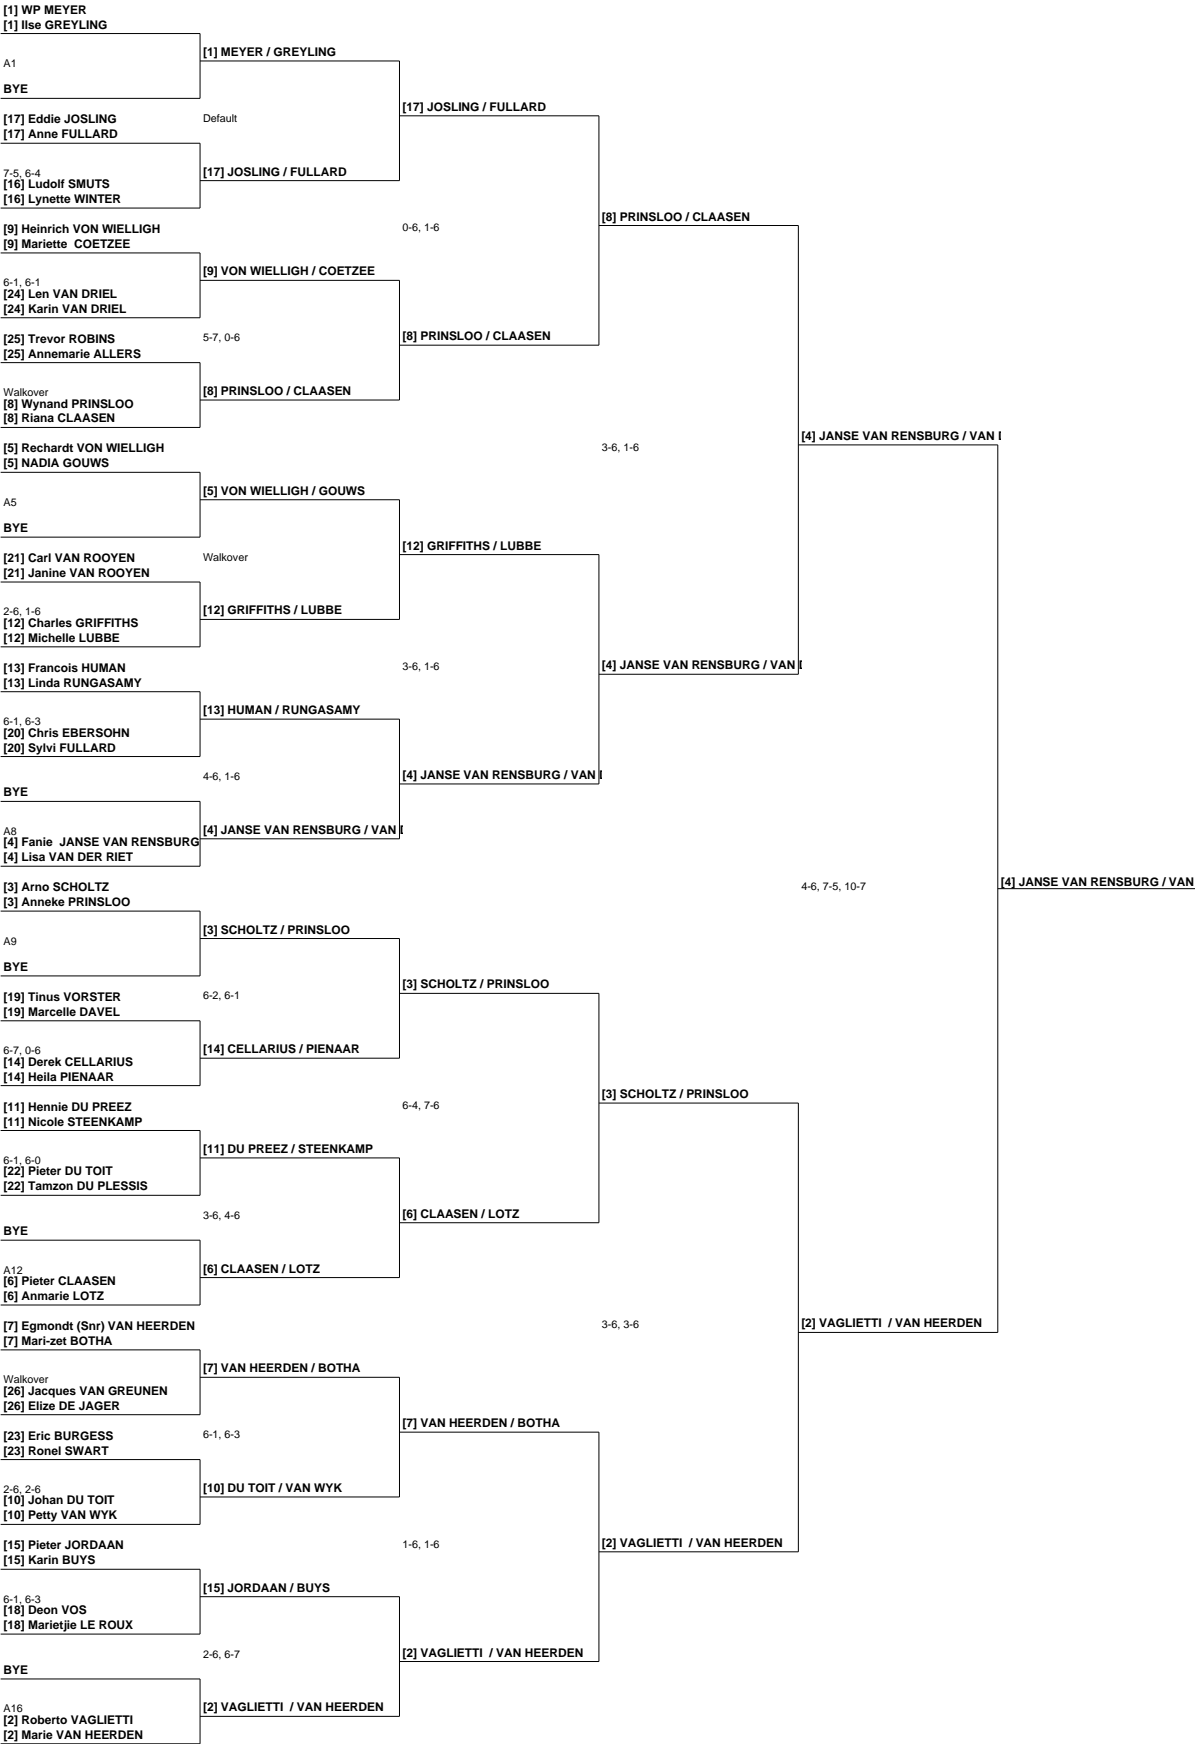 [1] WP MEYER
[1] Ilse GREYLING
[1] MEYER / GREYLING
A1
BYE
[17] JOSLING / FULLARD
[17] Eddie JOSLING
Default
[17] Anne FULLARD
7-5, 6-4
[17] JOSLING / FULLARD
[16] Ludolf SMUTS
[16] Lynette WINTER
[8] PRINSLOO / CLAASEN
[9] Heinrich VON WIELLIGH
0-6, 1-6
[9] Mariette COETZEE
[9] VON WIELLIGH / COETZEE
6-1, 6-1
[24] Len VAN DRIEL
[24] Karin VAN DRIEL
[25] Trevor ROBINS
5-7, 0-6
[8] PRINSLOO / CLAASEN
[25] Annemarie ALLERS
Walkover
[8] PRINSLOO / CLAASEN
[8] Wynand PRINSLOO
[8] Riana CLAASEN
[4] JANSE VAN RENSBURG / VAN
[5] Rechardt VON WIELLIGH
3-6, 1-6
[5] NADIA GOUWS
[5] VON WIELLIGH / GOUWS
A5
BYE
[12] GRIFFITHS / LUBBE
[21] Carl VAN ROOYEN
Walkover
[21] Janine VAN ROOYEN
2-6, 1-6
[12] GRIFFITHS / LUBBE
[12] Charles GRIFFITHS
[12] Michelle LUBBE
[13] Francois HUMAN
3-6, 1-6
[4] JANSE VAN RENSBURG / VAN
[13] Linda RUNGASAMY
[13] HUMAN / RUNGASAMY
6-1, 6-3
[20] Chris EBERSOHN
[20] Sylvi FULLARD
4-6, 1-6
[4] JANSE VAN RENSBURG / VAN
BYE
A8
[4] JANSE VAN RENSBURG / VAN
[4] Fanie JANSE VAN RENSBURG
[4] Lisa VAN DER RIET
[3] Arno SCHOLTZ
4-6, 7-5, 10-7
[4] JANSE VAN RENSBURG / VAN
[3] Anneke PRINSLOO
[3] SCHOLTZ / PRINSLOO
A9
BYE
[3] SCHOLTZ / PRINSLOO
[19] Tinus VORSTER
6-2, 6-1
[19] Marcelle DAVEL
6-7, 0-6
[14] CELLARIUS / PIENAAR
[14] Derek CELLARIUS
[14] Heila PIENAAR
[3] SCHOLTZ / PRINSLOO
[11] Hennie DU PREEZ
6-4, 7-6
[11] Nicole STEENKAMP
[11] DU PREEZ / STEENKAMP
6-1, 6-0
[22] Pieter DU TOIT
[22] Tamzon DU PLESSIS
3-6, 4-6
[6] CLAASEN / LOTZ
BYE
A12
[6] CLAASEN / LOTZ
[6] Pieter CLAASEN
[6] Anmarie LOTZ
[7] Egmondt (Snr) VAN HEERDEN
3-6, 3-6
[2] VAGLIETTI / VAN HEERDEN
[7] Mari-zet BOTHA
[7] VAN HEERDEN / BOTHA
Walkover
[26] Jacques VAN GREUNEN
[26] Elize DE JAGER
[7] VAN HEERDEN / BOTHA
[23] Eric BURGESS
6-1, 6-3
[23] Ronel SWART
2-6, 2-6
[10] DU TOIT / VAN WYK
[10] Johan DU TOIT
[10] Petty VAN WYK
[15] Pieter JORDAAN
1-6, 1-6
[2] VAGLIETTI / VAN HEERDEN
[15] Karin BUYS
[15] JORDAAN / BUYS
6-1, 6-3
[18] Deon VOS
[18] Marietjie LE ROUX
2-6, 6-7
[2] VAGLIETTI / VAN HEERDEN
BYE
A16
[2] VAGLIETTI / VAN HEERDEN
[2] Roberto VAGLIETTI
[2] Marie VAN HEERDEN